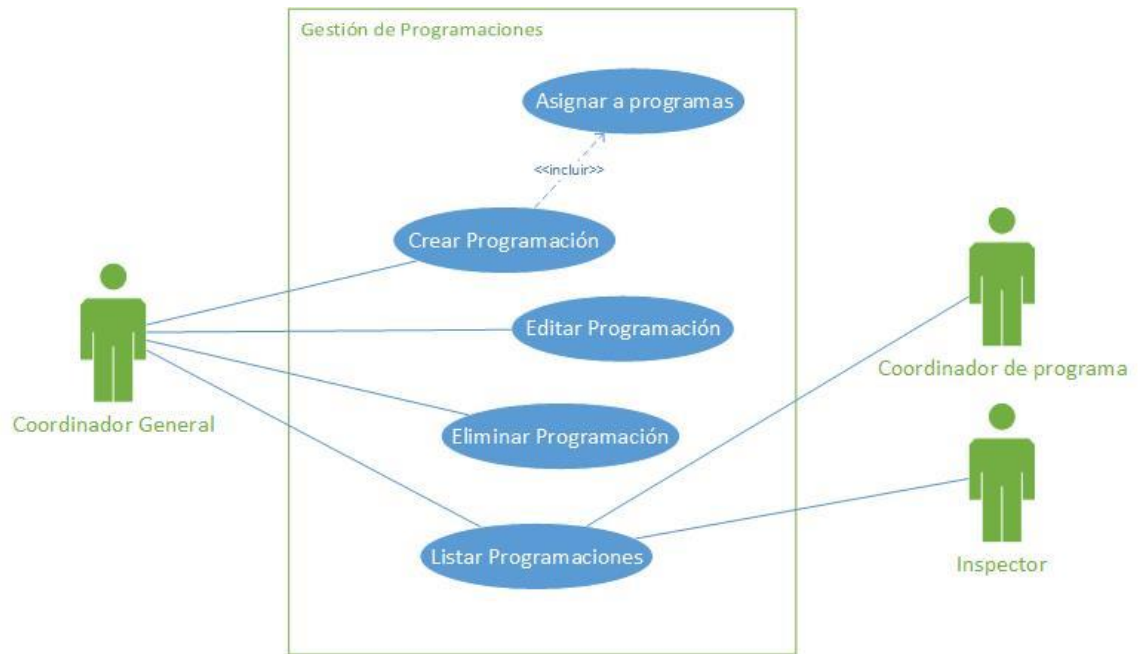 Gestión de Programaciones
Asignar a programas
<<incluir>>
Crear Programación
Editar Programación
Coordinador de programa
Coordinador General
Eliminar Programación
Listar Programaciones
Inspector